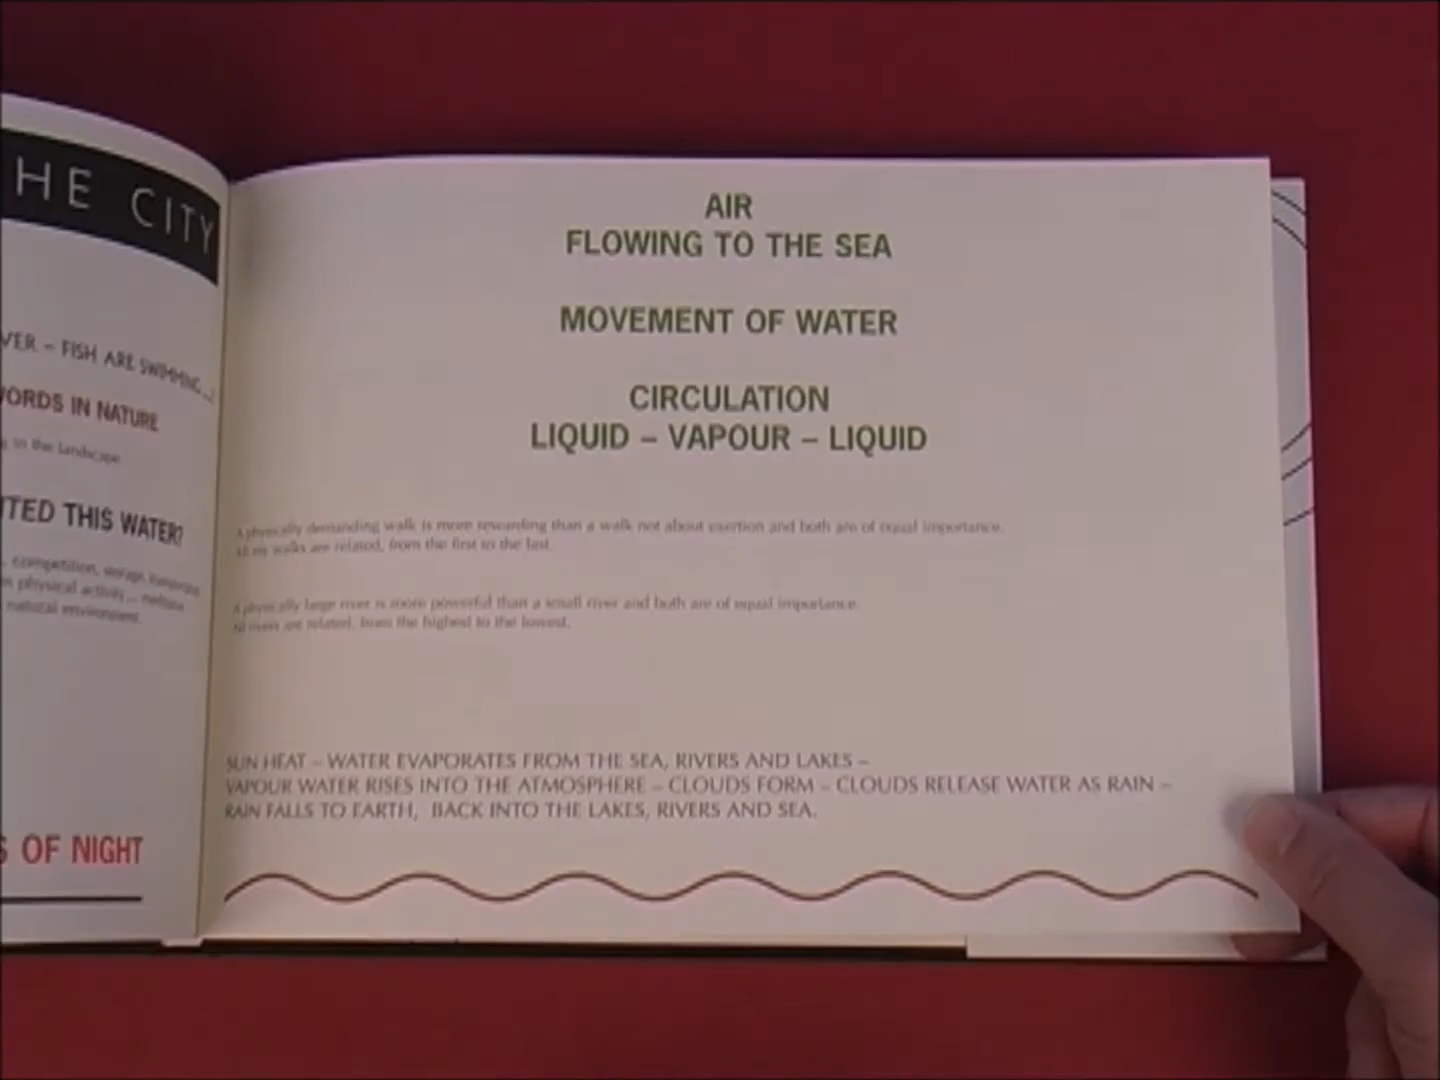 HE CITY
VER – FISH ARE SWIMMING...
WORDS IN NATURE
in the landscape
ITED THIS WATER?
competition, storage,
physical activity...
natural environment.
S OF NIGHT
AIR
FLOWING TO THE SEA
MOVEMENT OF WATER
CIRCULATION
LIQUID – VAPOUR – LIQUID
A physically demanding walk is more rewarding than a walk not about exertion and both are of equal importance.
All my walks are related, from the first to the last.
A physically large river is more powerful than a small river and both are of equal importance.
All rivers are related, from the highest to the lowest.
SUN HEAT – WATER EVAPORATES FROM THE SEA, RIVERS AND LAKES –
VAPOUR WATER RISES INTO THE ATMOSPHERE – CLOUDS FORM – CLOUDS RELEASE WATER AS RAIN –
RAIN FALLS TO EARTH, BACK INTO THE LAKES, RIVERS AND SEA.